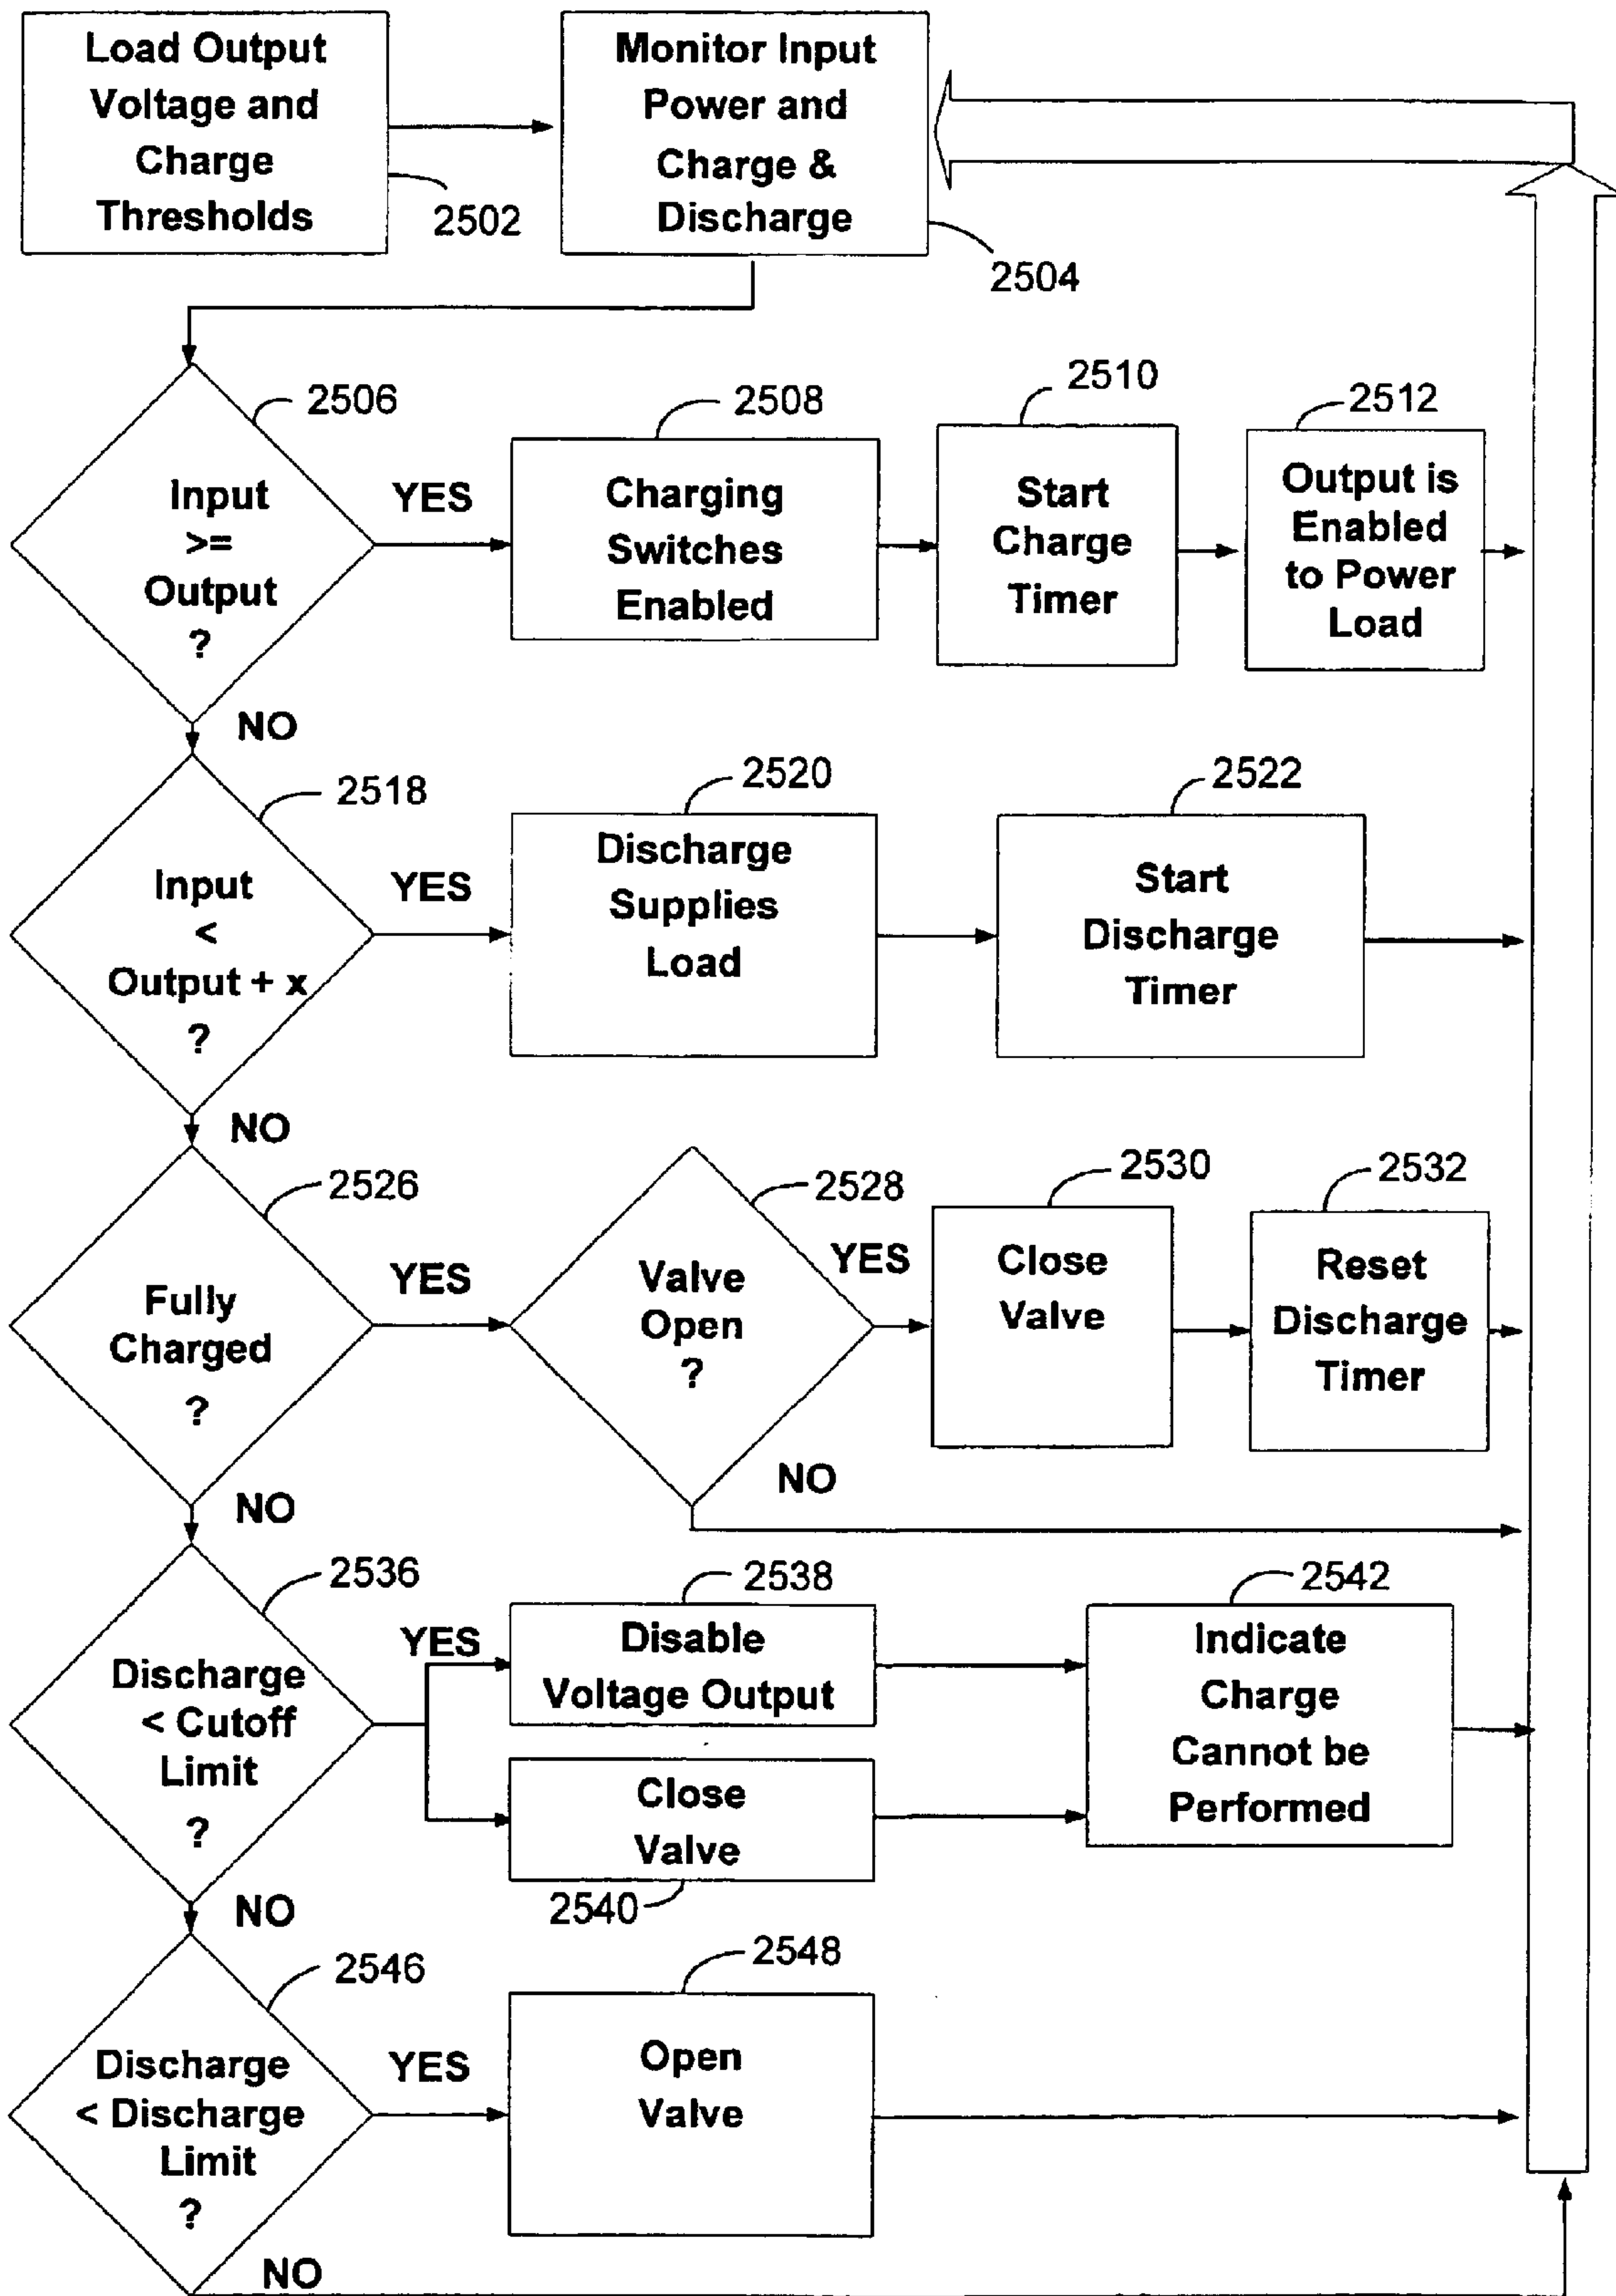 Load Output
Voltage and
Charge
Thresholds
2502
Monitor Input
Power and
Charge &
Discharge
2504
2506
Input
>=
Output
?
YES
2508
Charging
Switches
Enabled
2510
Start
Charge
Timer
2512
Output is
Enabled
to Power
Load
NO
2518
Input
<
Output + x
?
YES
2520
Discharge
Supplies
Load
2522
Start
Discharge
Timer
NO
2526
Fully
Charged
?
YES
2528
Valve
Open
?
YES
2530
Close
Valve
2532
Reset
Discharge
Timer
NO
NO
2536
Discharge
< Cutoff
Limit
?
YES
2538
Disable
Voltage Output
Close
Valve
2540
2542
Indicate
Charge
Cannot be
Performed
NO
2546
Discharge
< Discharge
Limit
?
YES
2548
Open
Valve
NO